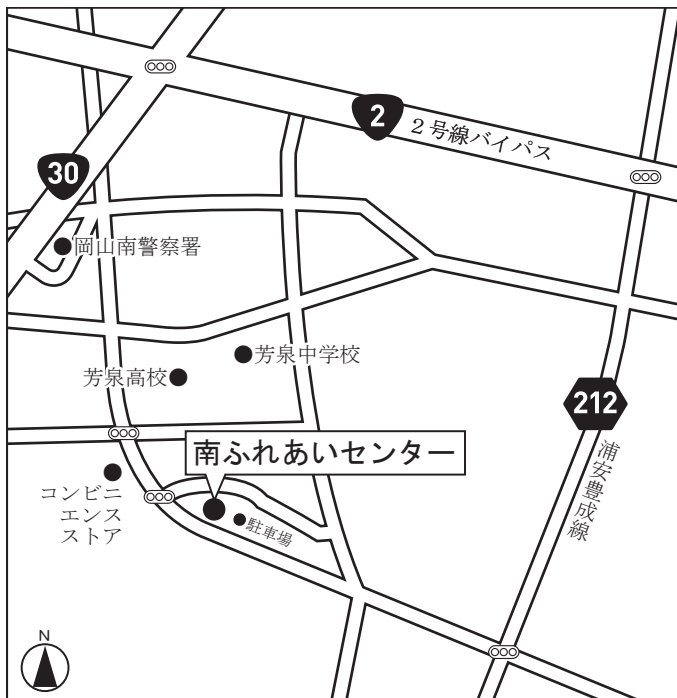 2
2号線バイパス
30
岡山南警察署
芳泉中学校
芳泉高校
212
南ふれあいセンター
浦安豊成線
コンビニ
エンス
ストア
駐車場
N